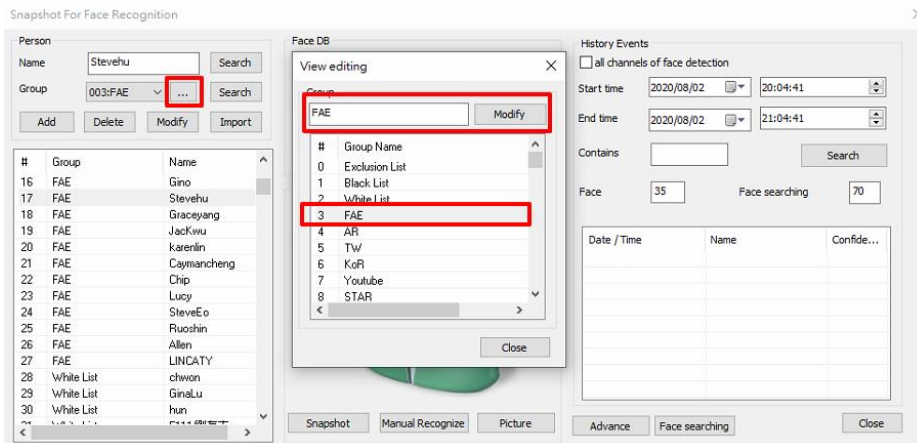 Snapshot For Face Recognition
Person
Name Stevehu Search
Group 003:FAE ... Search
Add Delete Modify Import
# Group Name
16 FAE Gino
17 FAE Stevehu
18 FAE Graceyang
19 FAE JacKwu
20 FAE karenlin
21 FAE Caymancheng
22 FAE Chip
23 FAE Lucy
24 FAE SteveEo
25 FAE Ruoshin
26 FAE Allen
27 FAE LINCATY
28 White List chwon
29 White List GinaLu
30 White List hun
Face DB
View editing
Group
FAE Modify
# Group Name
0 Exclusion List
1 Black List
2 White List
3 FAE
4 AR
5 TW
6 KoR
7 Youtube
8 STAR
Close
Snapshot Manual Recognize Picture
History Events
all channels of face detection
Start time 2020/08/02 20:04:41
End time 2020/08/02 21:04:41
Contains Search
Face 35 Face searching 70
Date / Time Name Confide...
Advance Face searching Close